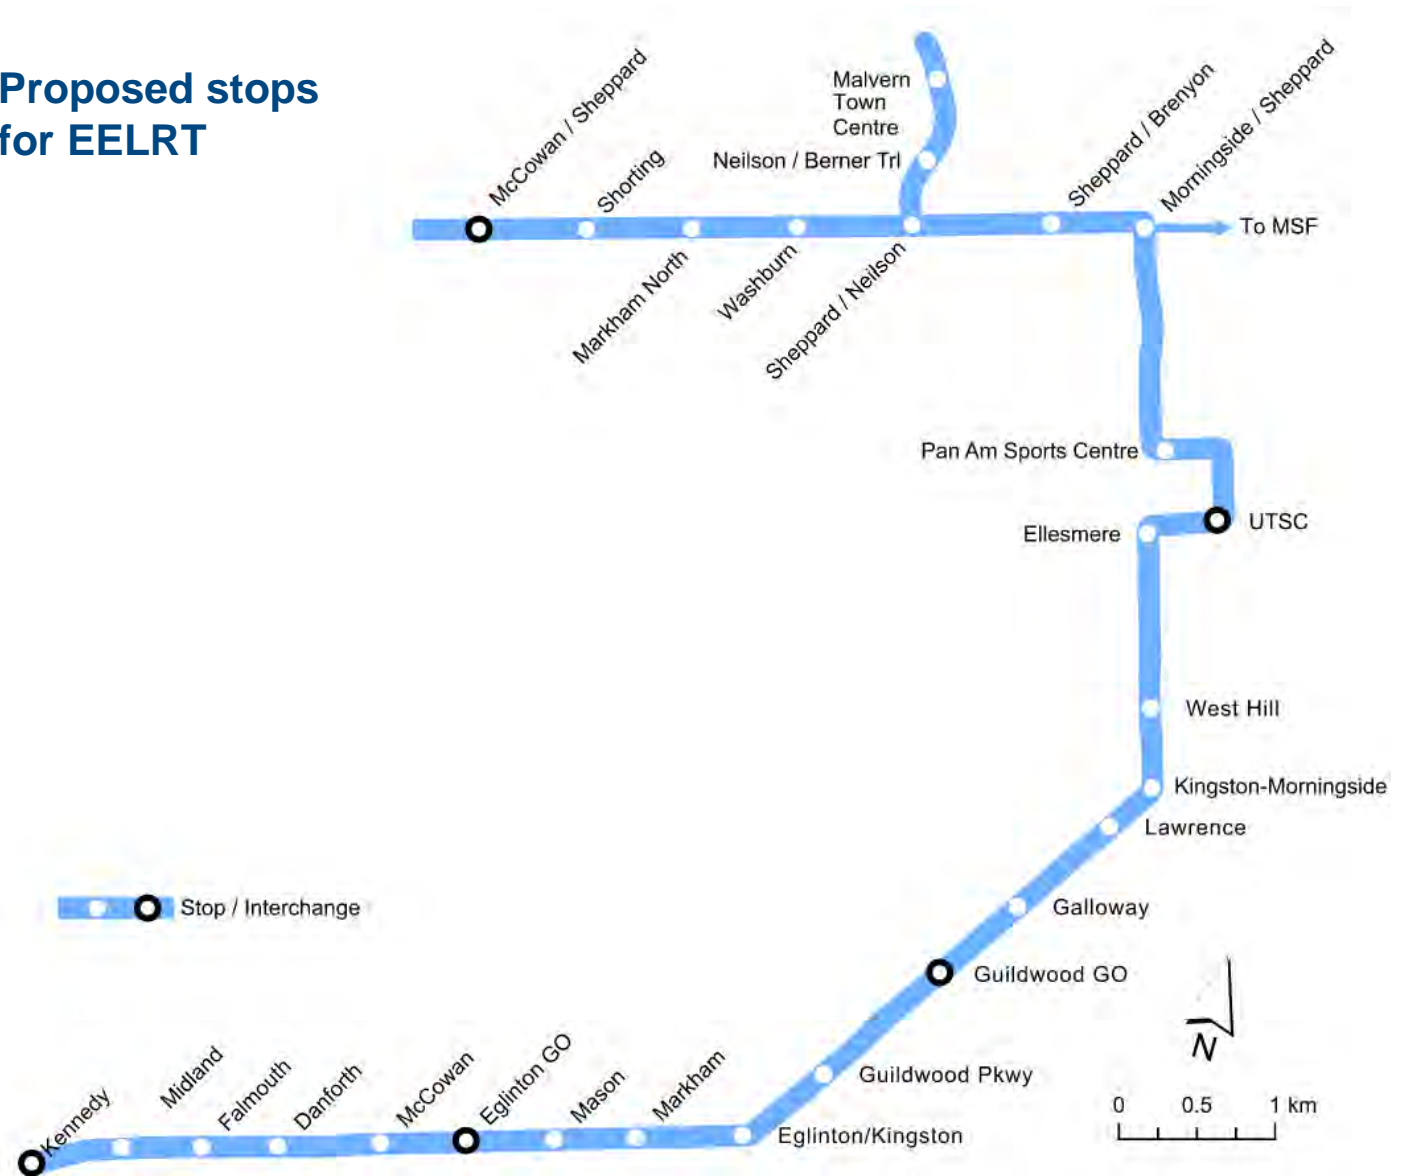 Proposed stops
for EELRT
McCowan / Sheppard
Shorting
Markham North
Washburn
Sheppard / Neilson
Malvern
Town
Centre
Neilson / Berner Trl
Sheppard / Brenyon
Morningside / Sheppard
To MSF
Pan Am Sports Centre
UTSC
Ellesmere
West Hill
Kingston-Morningside
Lawrence
Galloway
Guildwood GO
Guildwood Pkwy
Eglinton/Kingston
Stop / Interchange
Kennedy
Midland
Falmouth
Danforth
McCowan
Eglinton GO
Mason
Markham
N
0 0.5 1 km